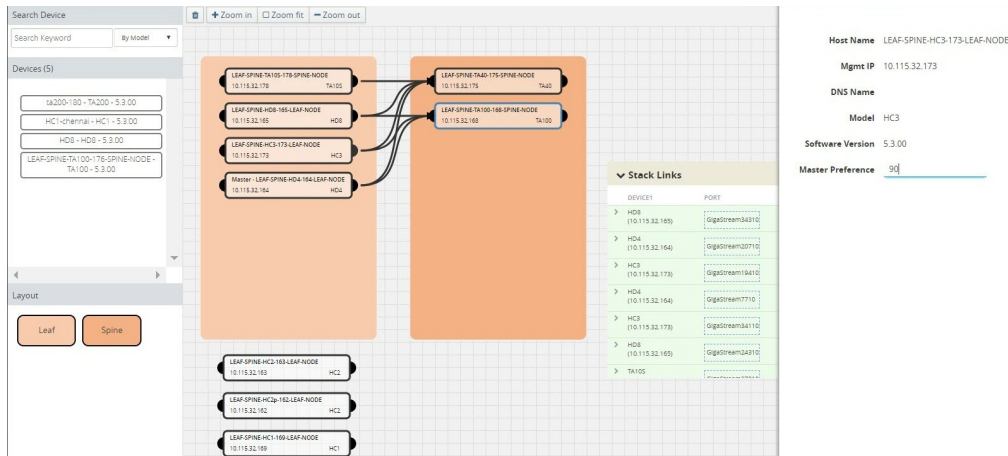 Search Device
Search Keyword
By Model
Devices (5)
ta200-180 - TA200 - 5.3.00
HC1-chennai - HC1 - 5.3.00
HD8 - HD8 - 5.3.00
LEAF-SPINE-TA100-176-SPINE-NODE -
TA100 - 5.3.00
Layout
Leaf
Spine
Zoom in
Zoom fit
Zoom out
LEAF-SPINE-TA10S-178-SPINE-NODE
10.115.32.178 TA10S
LEAF-SPINE-HD8-165-LEAF-NODE
10.115.32.165 HD8
LEAF-SPINE-HC3-173-LEAF-NODE
10.115.32.173 HC3
Master - LEAF-SPINE-HD4-164-LEAF-NODE
10.115.32.164 HD4
LEAF-SPINE-TA40-175-SPINE-NODE
10.115.32.175 TA40
LEAF-SPINE-TA100-168-SPINE-NODE
10.115.32.168 TA100
LEAF-SPINE-HC2-163-LEAF-NODE
10.115.32.163 HC2
LEAF-SPINE-HC2p-162-LEAF-NODE
10.115.32.162 HC2
LEAF-SPINE-HC1-169-LEAF-NODE
10.115.32.169 HC1
Stack Links
DEVICE1 PORT
HD8
(10.115.32.165) GigaStream34310
HD4
(10.115.32.164) GigaStream20710
HC3
(10.115.32.173) GigaStream19410
HD4
(10.115.32.164) GigaStream7710
HC3
(10.115.32.173) GigaStream34110
HD8
(10.115.32.165) GigaStream24310
TA10S
Host Name LEAF-SPINE-HC3-173-LEAF-NODE
Mgmt IP 10.115.32.173
DNS Name
Model HC3
Software Version 5.3.00
Master Preference 90